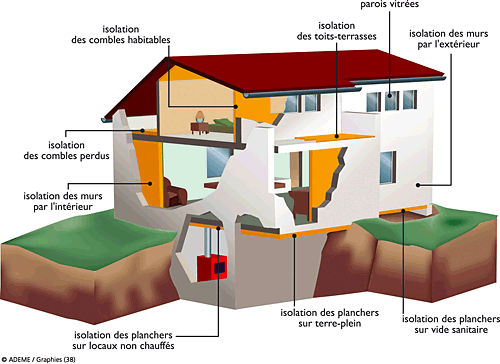 parois vitrées
isolation
des combles habitables
isolation
des toits-terrasses
isolation des murs
par l'extérieur
isolation
des combles perdus
isolation des murs
par l'intérieur
isolation des planchers
sur locaux non chauffés
isolation des planchers
sur terre-plein
isolation des planchers
sur vide sanitaire
© ADEME / Graphies (38)